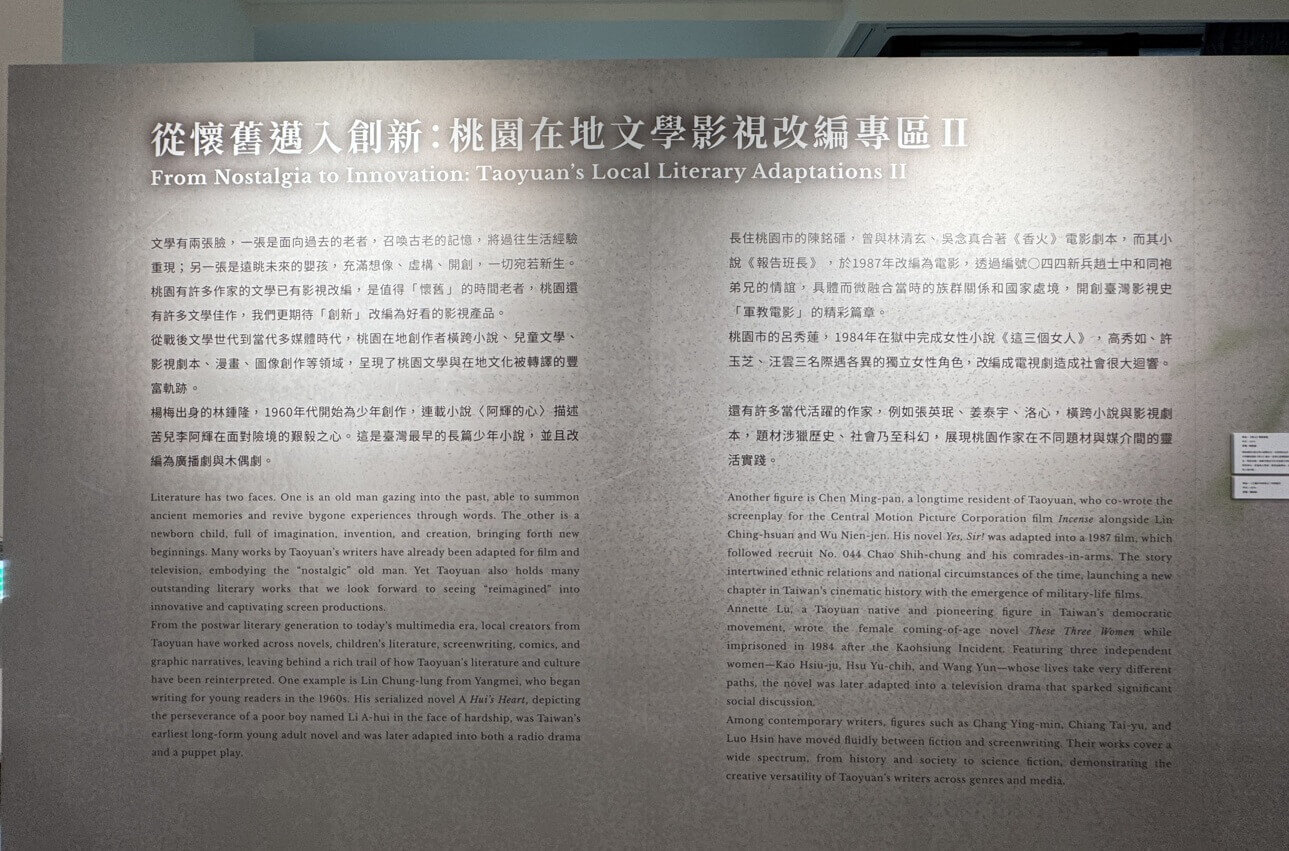 從懷舊邁入創新：桃園在地文學影視改編專區 II
From Nostalgia to Innovation: Taoyuan's Local Literary Adaptations II
文學有兩張臉，一張是面向過去的老者，召喚古老的記憶，將過往生活經驗
重現；另一張是遠眺未來的嬰孩，充滿想像、虛構、開創，一切宛若新生。
桃園有許多作家的文學已有影視改編，是值得「懷舊」的時間老者，桃園還
有許多文學佳作，我們更期待「創新」改編為好看的影視產品。
從戰後文學世代到當代多媒體時代，桃園在地創作者橫跨小說、兒童文學、
影視劇本、漫畫、圖像創作等領域，呈現了桃園文學與在地文化被轉譯的豐
富軌跡。
楊梅出身的林鍾隆，1960年代開始為少年創作，連載小說〈阿輝的心〉描述
苦兒李阿輝在面對險境的艱毅之心。這是臺灣最早的長篇少年小說，並且改
編為廣播劇與木偶劇。
Literature has two faces. One is an old man gazing into the past, able to summon
ancient memories and revive bygone experiences through words. The other is a
newborn child, full of imagination, invention, and creation, bringing forth new
beginnings. Many works by Taoyuan's writers have already been adapted for film and
television, embodying the “nostalgic” old man. Yet Taoyuan also holds many
outstanding literary works that we look forward to seeing “reimagined” into
innovative and captivating screen productions.
From the postwar literary generation to today's multimedia era, local creators from
Taoyuan have worked across novels, children's literature, screenwriting, comics, and
graphic narratives, leaving behind a rich trail of how Taoyuan's literature and culture
have been reinterpreted. One example is Lin Chung-lung from Yangmei, who began
writing for young readers in the 1960s. His serialized novel A Hui's Heart, depicting
the perseverance of a poor boy named Li A-hui in the face of hardship, was Taiwan's
earliest long-form young adult novel and was later adapted into both a radio drama
and a puppet play.
長住桃園市的陳銘磻，曾與林清玄、吳念真合著《香火》電影劇本，而其小
說《報告班長》，於1987年改編為電影，透過編號〇四四新兵趙士中和同袍
弟兄的情誼，具體而微融合當時的族群關係和國家處境，開創臺灣影視史
「軍教電影」的精彩篇章。
桃園市的呂秀蓮，1984年在獄中完成女性小說《這三個女人》，高秀如、許
玉芝、汪雲三名際遇各異的獨立女性角色，改編成電視劇造成社會很大迴響。
還有許多當代活躍的作家，例如張英珉、姜泰宇、洛心，橫跨小說與影視劇
本，題材涉獵歷史、社會乃至科幻，展現桃園作家在不同題材與媒介間的靈
活實踐。
Another figure is Chen Ming-pan, a longtime resident of Taoyuan, who co-wrote the
screenplay for the Central Motion Picture Corporation film Incense alongside Lin
Ching-hsuan and Wu Nien-jen. His novel Yes, Sir! was adapted into a 1987 film, which
followed recruit No. 044 Chao Shih-chung and his comrades-in-arms. The story
intertwined ethnic relations and national circumstances of the time, launching a new
chapter in Taiwan's cinematic history with the emergence of military-life films.
Annette Lu, a Taoyuan native and pioneering figure in Taiwan's democratic
movement, wrote the female coming-of-age novel These Three Women while
imprisoned in 1984 after the Kaohsiung Incident. Featuring three independent
women—Kao Hsiu-ju, Hsu Yu-chih, and Wang Yun—whose lives take very different
paths, the novel was later adapted into a television drama that sparked significant
social discussion.
Among contemporary writers, figures such as Chang Ying-min, Chiang Tai-yu, and
Luo Hsin have moved fluidly between fiction and screenwriting. Their works cover a
wide spectrum, from history and society to science fiction, demonstrating the
creative versatility of Taoyuan's writers across genres and media.